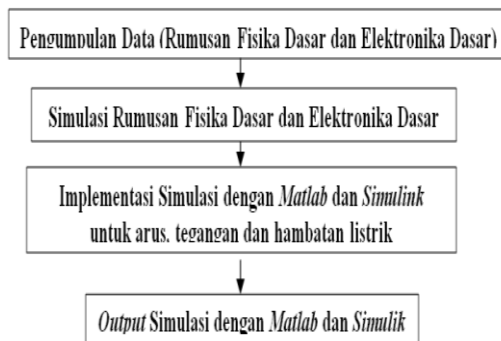 Pengumpulan Data (Rumusan Fisika Dasar dan Elektronika Dasar)
Simulasi Rumusan Fisika Dasar dan Elektronika Dasar
Implementasi Simulasi dengan Matlab dan Simulink
untuk arus, tegangan dan hambatan listrik
Output Simulasi dengan Matlab dan Simulik